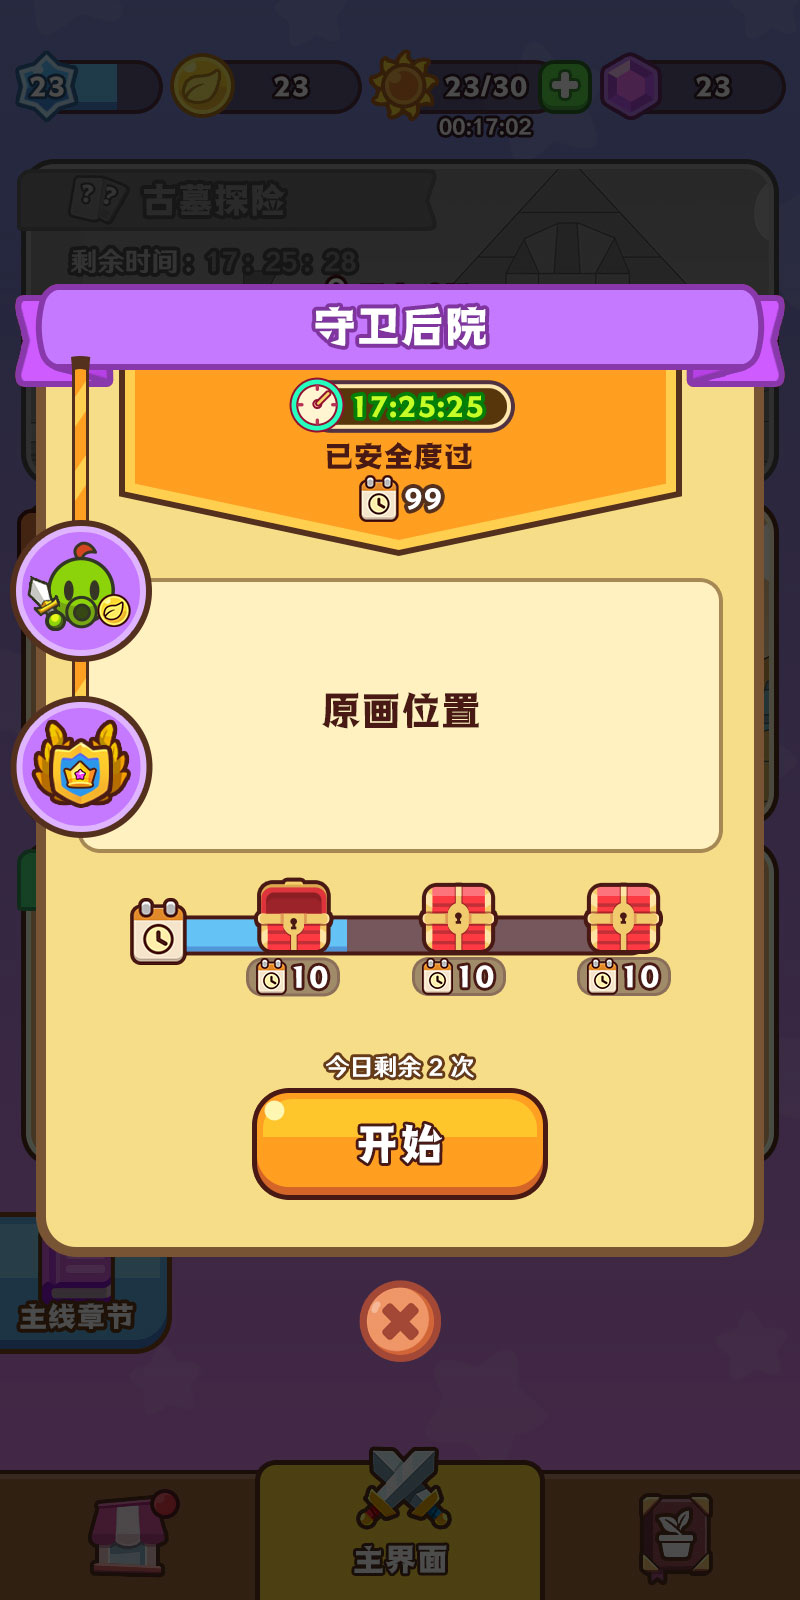 23
23
23/30
23
00:17:02
古墓探险
剩余时间：17：25：28
守卫后院
17:25:25
已安全度过
99
原画位置
10
10
10
今日剩余 2 次
开始
主线章节
主界面